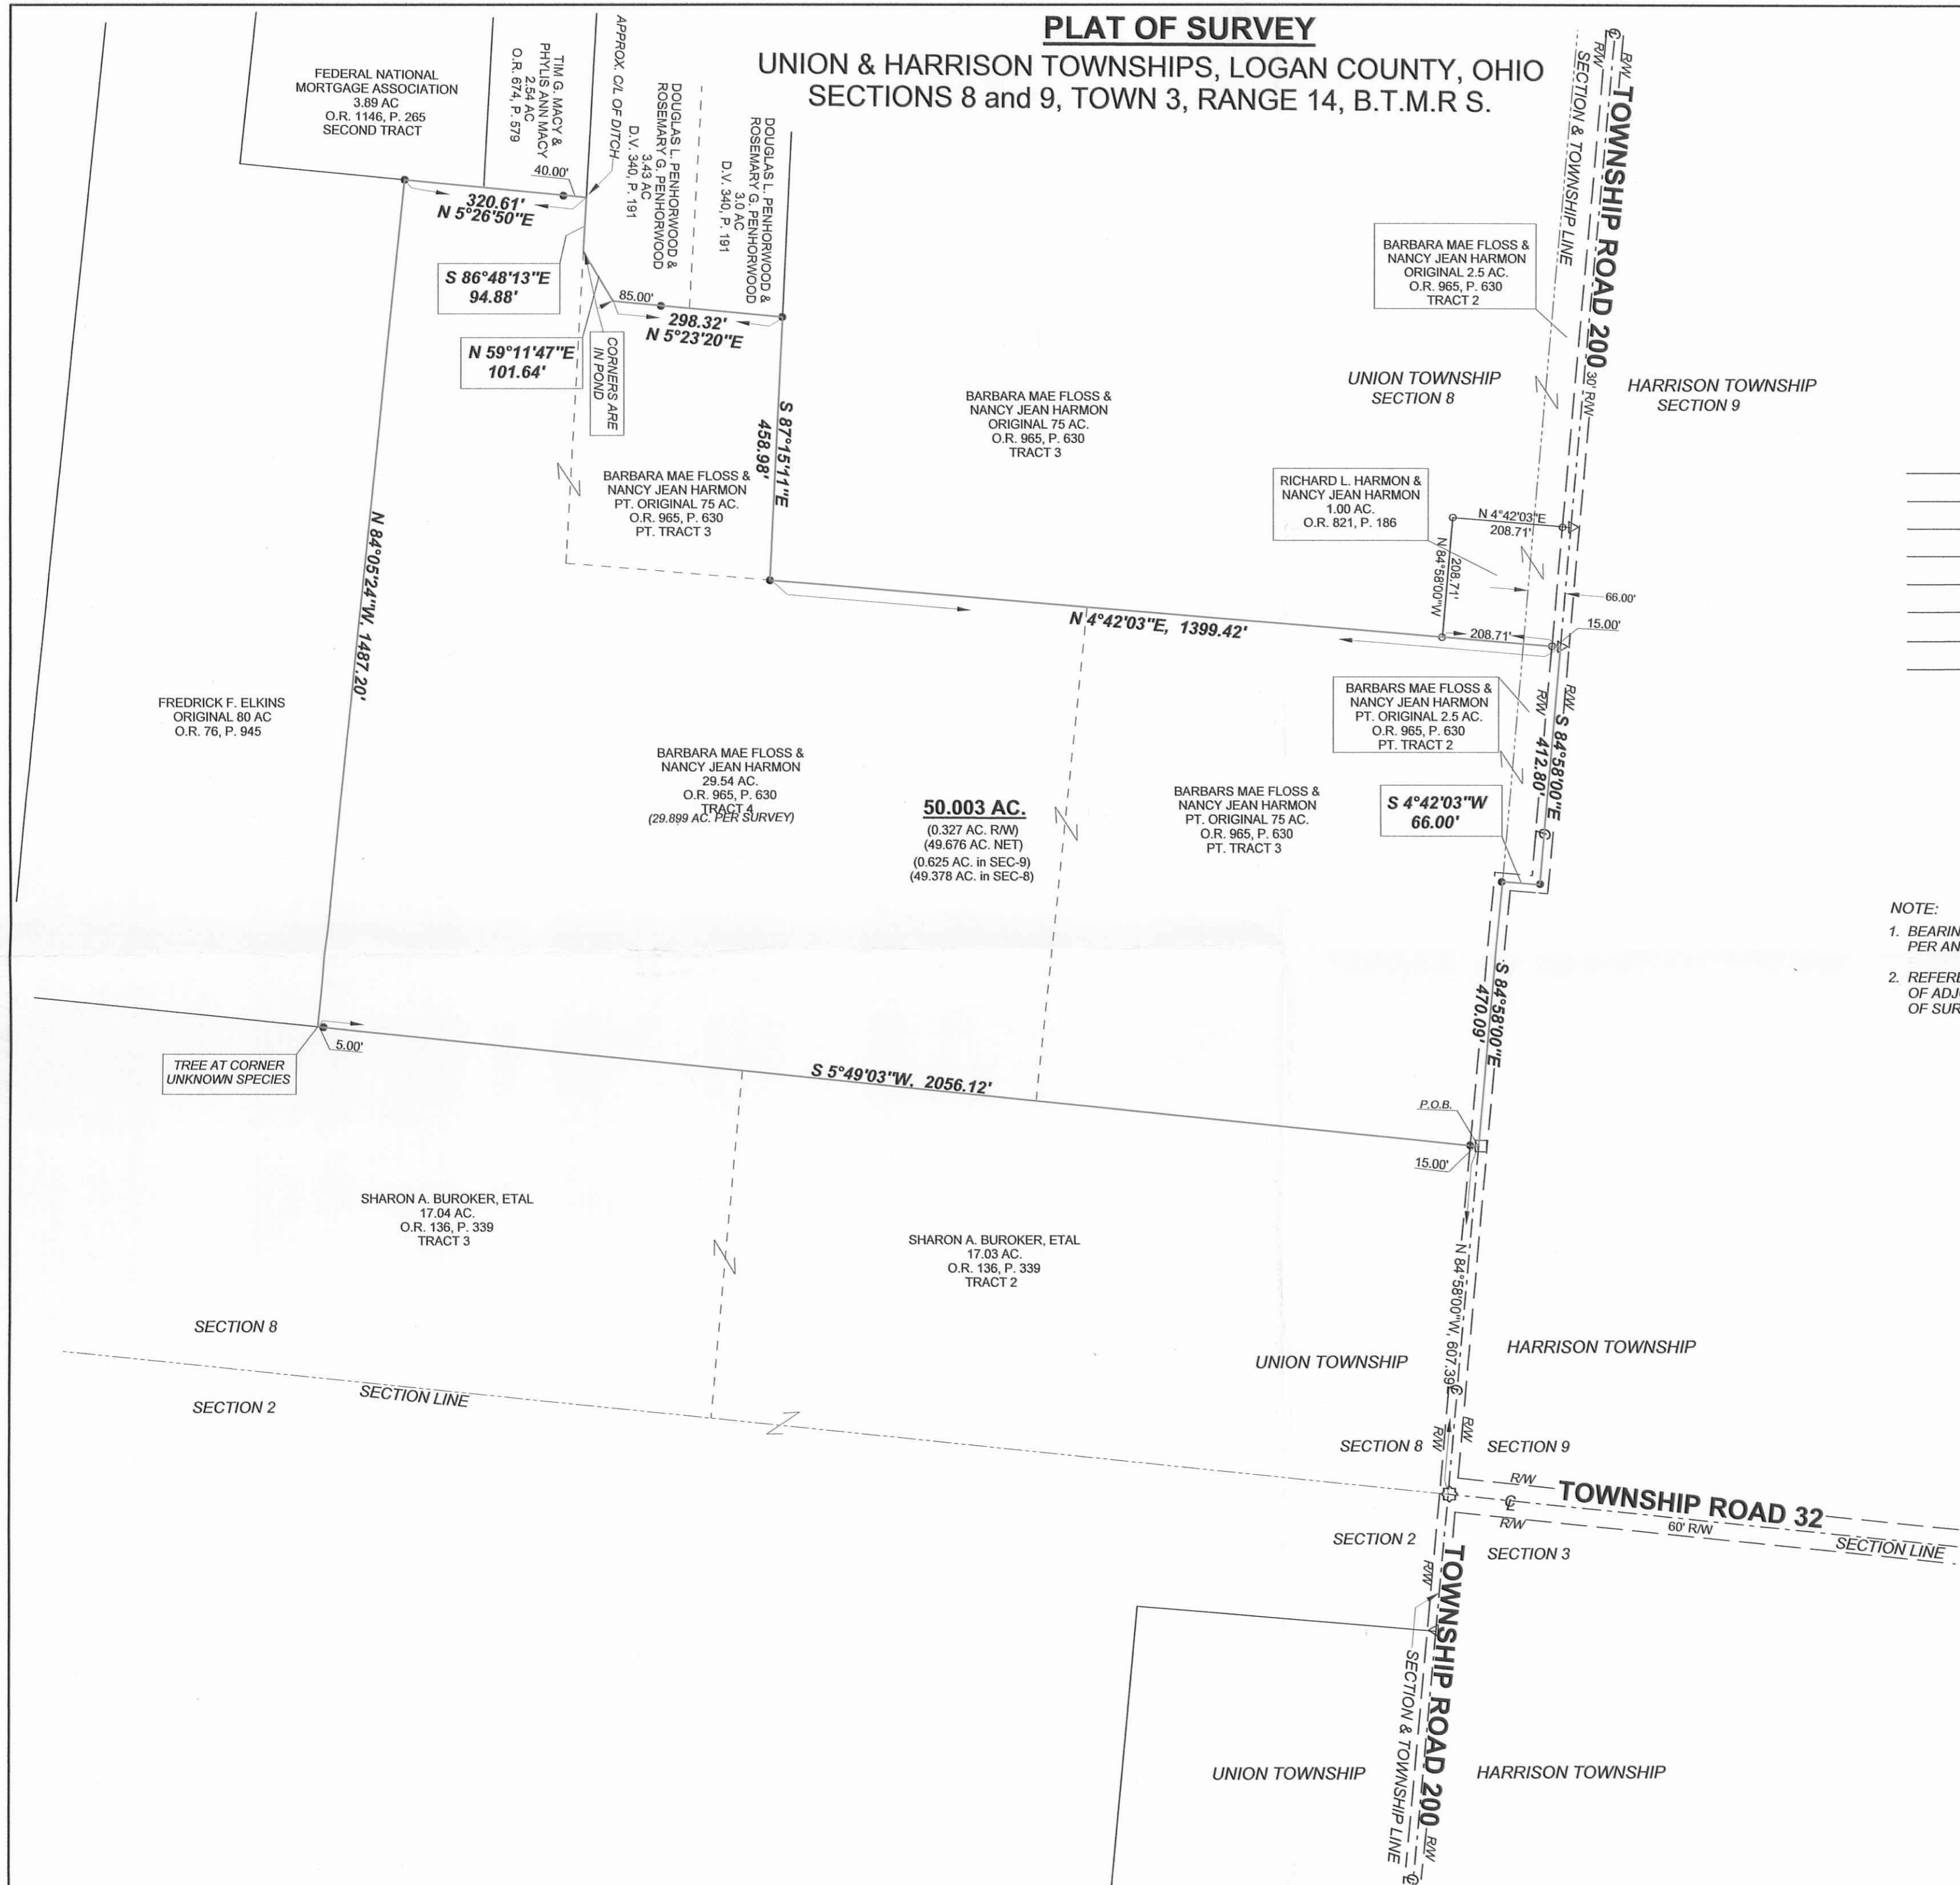 PLAT OF SURVEY
UNION & HARRISON TOWNSHIPS, LOGAN COUNTY, OHIO
SECTIONS 8 and 9, TOWN 3, RANGE 14, B.T.M.R S.
FEDERAL NATIONAL
MORTGAGE ASSOCIATION
3.89 AC
O.R. 1146, P. 265
SECOND TRACT
TIM G. MACY &
PHYLIS ANN MACY
2.54 AC
O.R. 674, P. 579
40.00'
APPROX. C/L OF DITCH
DOUGLAS L. PENHORWOOD &
ROSEMARY G. PENHORWOOD
3.43 AC
D.V. 340, P. 191
DOUGLAS L. PENHORWOOD &
ROSEMARY G. PENHORWOOD
3.0 AC
D.V. 340, P. 191
320.61'
N 5°26'50"E
S 86°48'13"E
94.88'
N 59°11'47"E
101.64'
85.00'
298.32'
N 5°23'20"E
CORNERS ARE
IN POND
S 87°15'11"E
458.98'
BARBARA MAE FLOSS &
NANCY JEAN HARMON
ORIGINAL 75 AC.
O.R. 965, P. 630
TRACT 3
BARBARA MAE FLOSS &
NANCY JEAN HARMON
PT. ORIGINAL 75 AC.
O.R. 965, P. 630
PT. TRACT 3
R/W
R/W
TOWNSHIP ROAD 200
SECTION & TOWNSHIP LINE
30' R/W
BARBARA MAE FLOSS &
NANCY JEAN HARMON
ORIGINAL 2.5 AC.
O.R. 965, P. 630
TRACT 2
UNION TOWNSHIP
SECTION 8
HARRISON TOWNSHIP
SECTION 9
RICHARD L. HARMON &
NANCY JEAN HARMON
1.00 AC.
O.R. 821, P. 186
N 4°42'03"E
208.71'
N 84°58'00"W
208.71'
208.71'
66.00'
15.00'
N 4°42'03"E, 1399.42'
N 84°05'24"W, 1487.20'
FREDRICK F. ELKINS
ORIGINAL 80 AC
O.R. 76, P. 945
BARBARA MAE FLOSS &
NANCY JEAN HARMON
29.54 AC.
O.R. 965, P. 630
TRACT 4
(29.899 AC. PER SURVEY)
50.003 AC.
(0.327 AC. R/W)
(49.676 AC. NET)
(0.625 AC. in SEC-9)
(49.378 AC. in SEC-8)
BARBARS MAE FLOSS &
NANCY JEAN HARMON
PT. ORIGINAL 75 AC.
O.R. 965, P. 630
PT. TRACT 3
BARBARS MAE FLOSS &
NANCY JEAN HARMON
PT. ORIGINAL 2.5 AC.
O.R. 965, P. 630
PT. TRACT 2
R/W
R/W
S 84°58'00"E
412.80'
S 4°42'03"W
66.00'
S 84°58'00"E
470.09'
NOTE:
1. BEARIN
PER AN
2. REFERE
OF ADJ
OF SUR
TREE AT CORNER
UNKNOWN SPECIES
5.00'
S 5°49'03"W, 2056.12'
P.O.B.
15.00'
SHARON A. BUROKER, ETAL
17.04 AC.
O.R. 136, P. 339
TRACT 3
SHARON A. BUROKER, ETAL
17.03 AC.
O.R. 136, P. 339
TRACT 2
N 84°58'00"W, 607.39'
SECTION 8
SECTION LINE
SECTION 2
UNION TOWNSHIP
HARRISON TOWNSHIP
SECTION 8
R/W
R/W
SECTION 9
R/W
TOWNSHIP ROAD 32
R/W
60' R/W
SECTION LINE
SECTION 2
SECTION 3
R/W
TOWNSHIP ROAD 200
SECTION & TOWNSHIP LINE
UNION TOWNSHIP
HARRISON TOWNSHIP
R/W